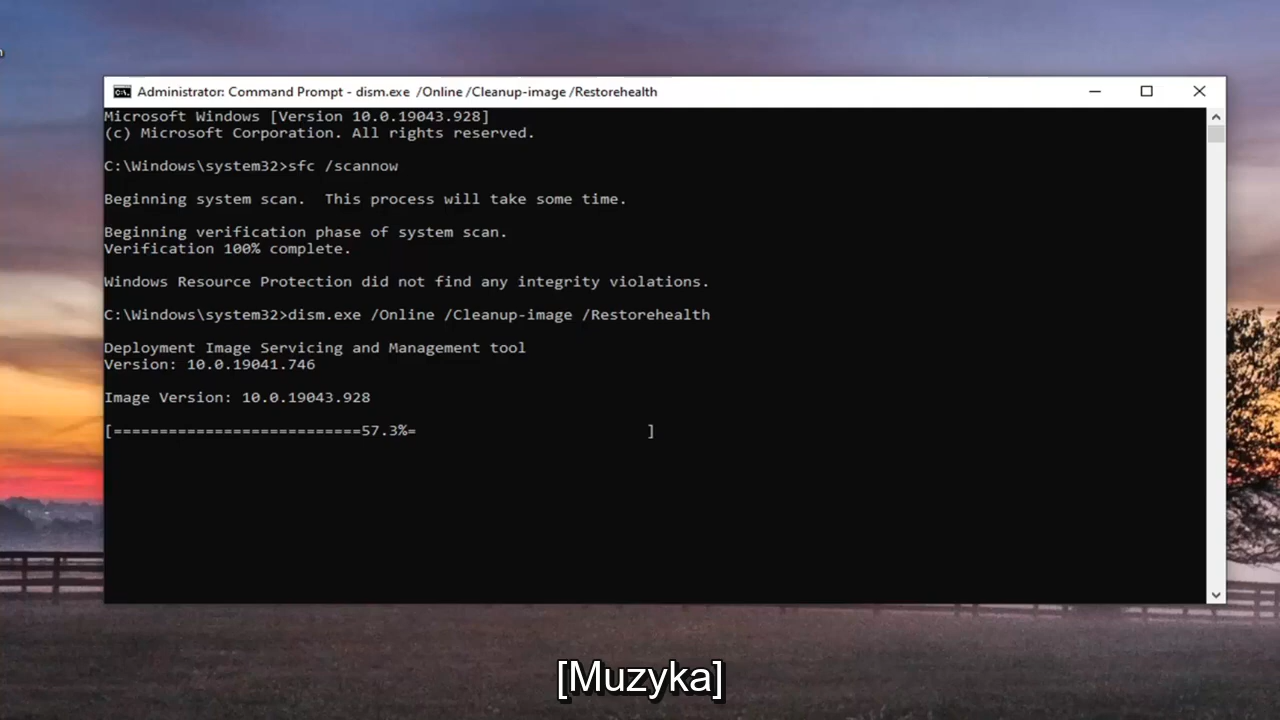 Administrator: Command Prompt - dism.exe /Online /Cleanup-image /Restorehealth
Microsoft Windows [Version 10.0.19043.928]
(c) Microsoft Corporation. All rights reserved.
C:\Windows\system32>sfc /scannow
Beginning system scan.  This process will take some time.
Beginning verification phase of system scan.
Verification 100% complete.
Windows Resource Protection did not find any integrity violations.
C:\Windows\system32>dism.exe /Online /Cleanup-image /Restorehealth
Deployment Image Servicing and Management tool
Version: 10.0.19041.746
Image Version: 10.0.19043.928
[===========================57.3%=                          ]
[Muzyka]